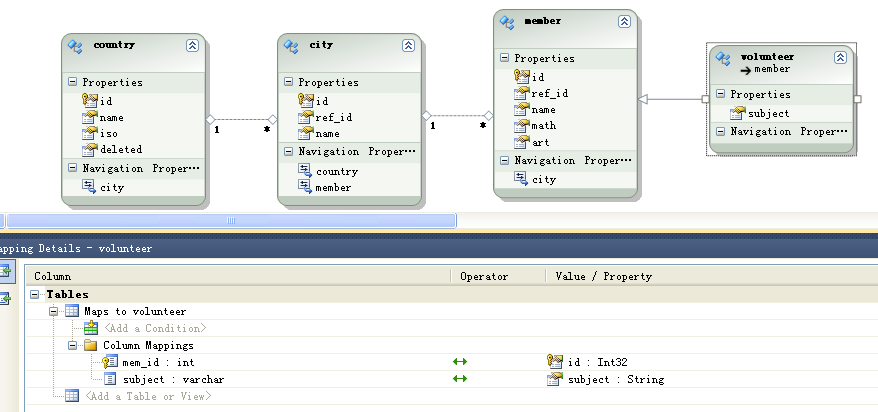 country
Properties
id
name
iso
deleted
Navigation Proper...
city
1
*
city
Properties
id
ref_id
name
Navigation Proper...
country
member
1
*
member
Properties
id
ref_id
name
math
art
Navigation Proper...
city
volunteer
member
Properties
subject
Navigation Proper...
apping Details - volunteer
Column Operator Value / Property
Tables
Maps to volunteer
<Add a Condition>
Column Mappings
mem_id : int id : Int32
subject : varchar subject : String
<Add a Table or View>